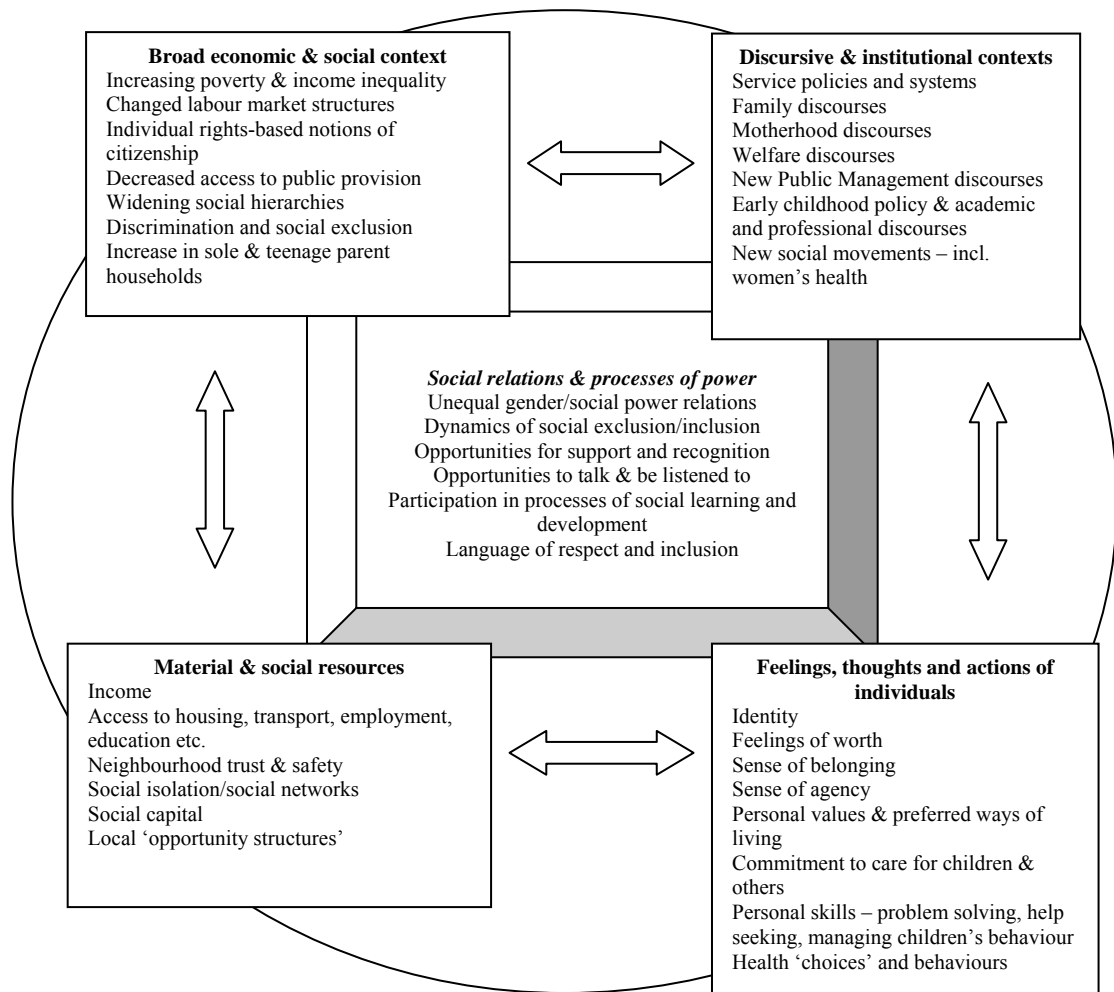 Broad economic & social context
Increasing poverty & income inequality
Changed labour market structures
Individual rights-based notions of
citizenship
Decreased access to public provision
Widening social hierarchies
Discrimination and social exclusion
Increase in sole & teenage parent
households
Discursive & institutional contexts
Service policies and systems
Family discourses
Motherhood discourses
Welfare discourses
New Public Management discourses
Early childhood policy & academic
and professional discourses
New social movements – incl.
women’s health
Social relations & processes of power
Unequal gender/social power relations
Dynamics of social exclusion/inclusion
Opportunities for support and recognition
Opportunities to talk & be listened to
Participation in processes of social learning and
development
Language of respect and inclusion
Material & social resources
Income
Access to housing, transport, employment,
education etc.
Neighbourhood trust & safety
Social isolation/social networks
Social capital
Local ‘opportunity structures’
Feelings, thoughts and actions of
individuals
Identity
Feelings of worth
Sense of belonging
Sense of agency
Personal values & preferred ways of
living
Commitment to care for children &
others
Personal skills – problem solving, help
seeking, managing children’s behaviour
Health ‘choices’ and behaviours